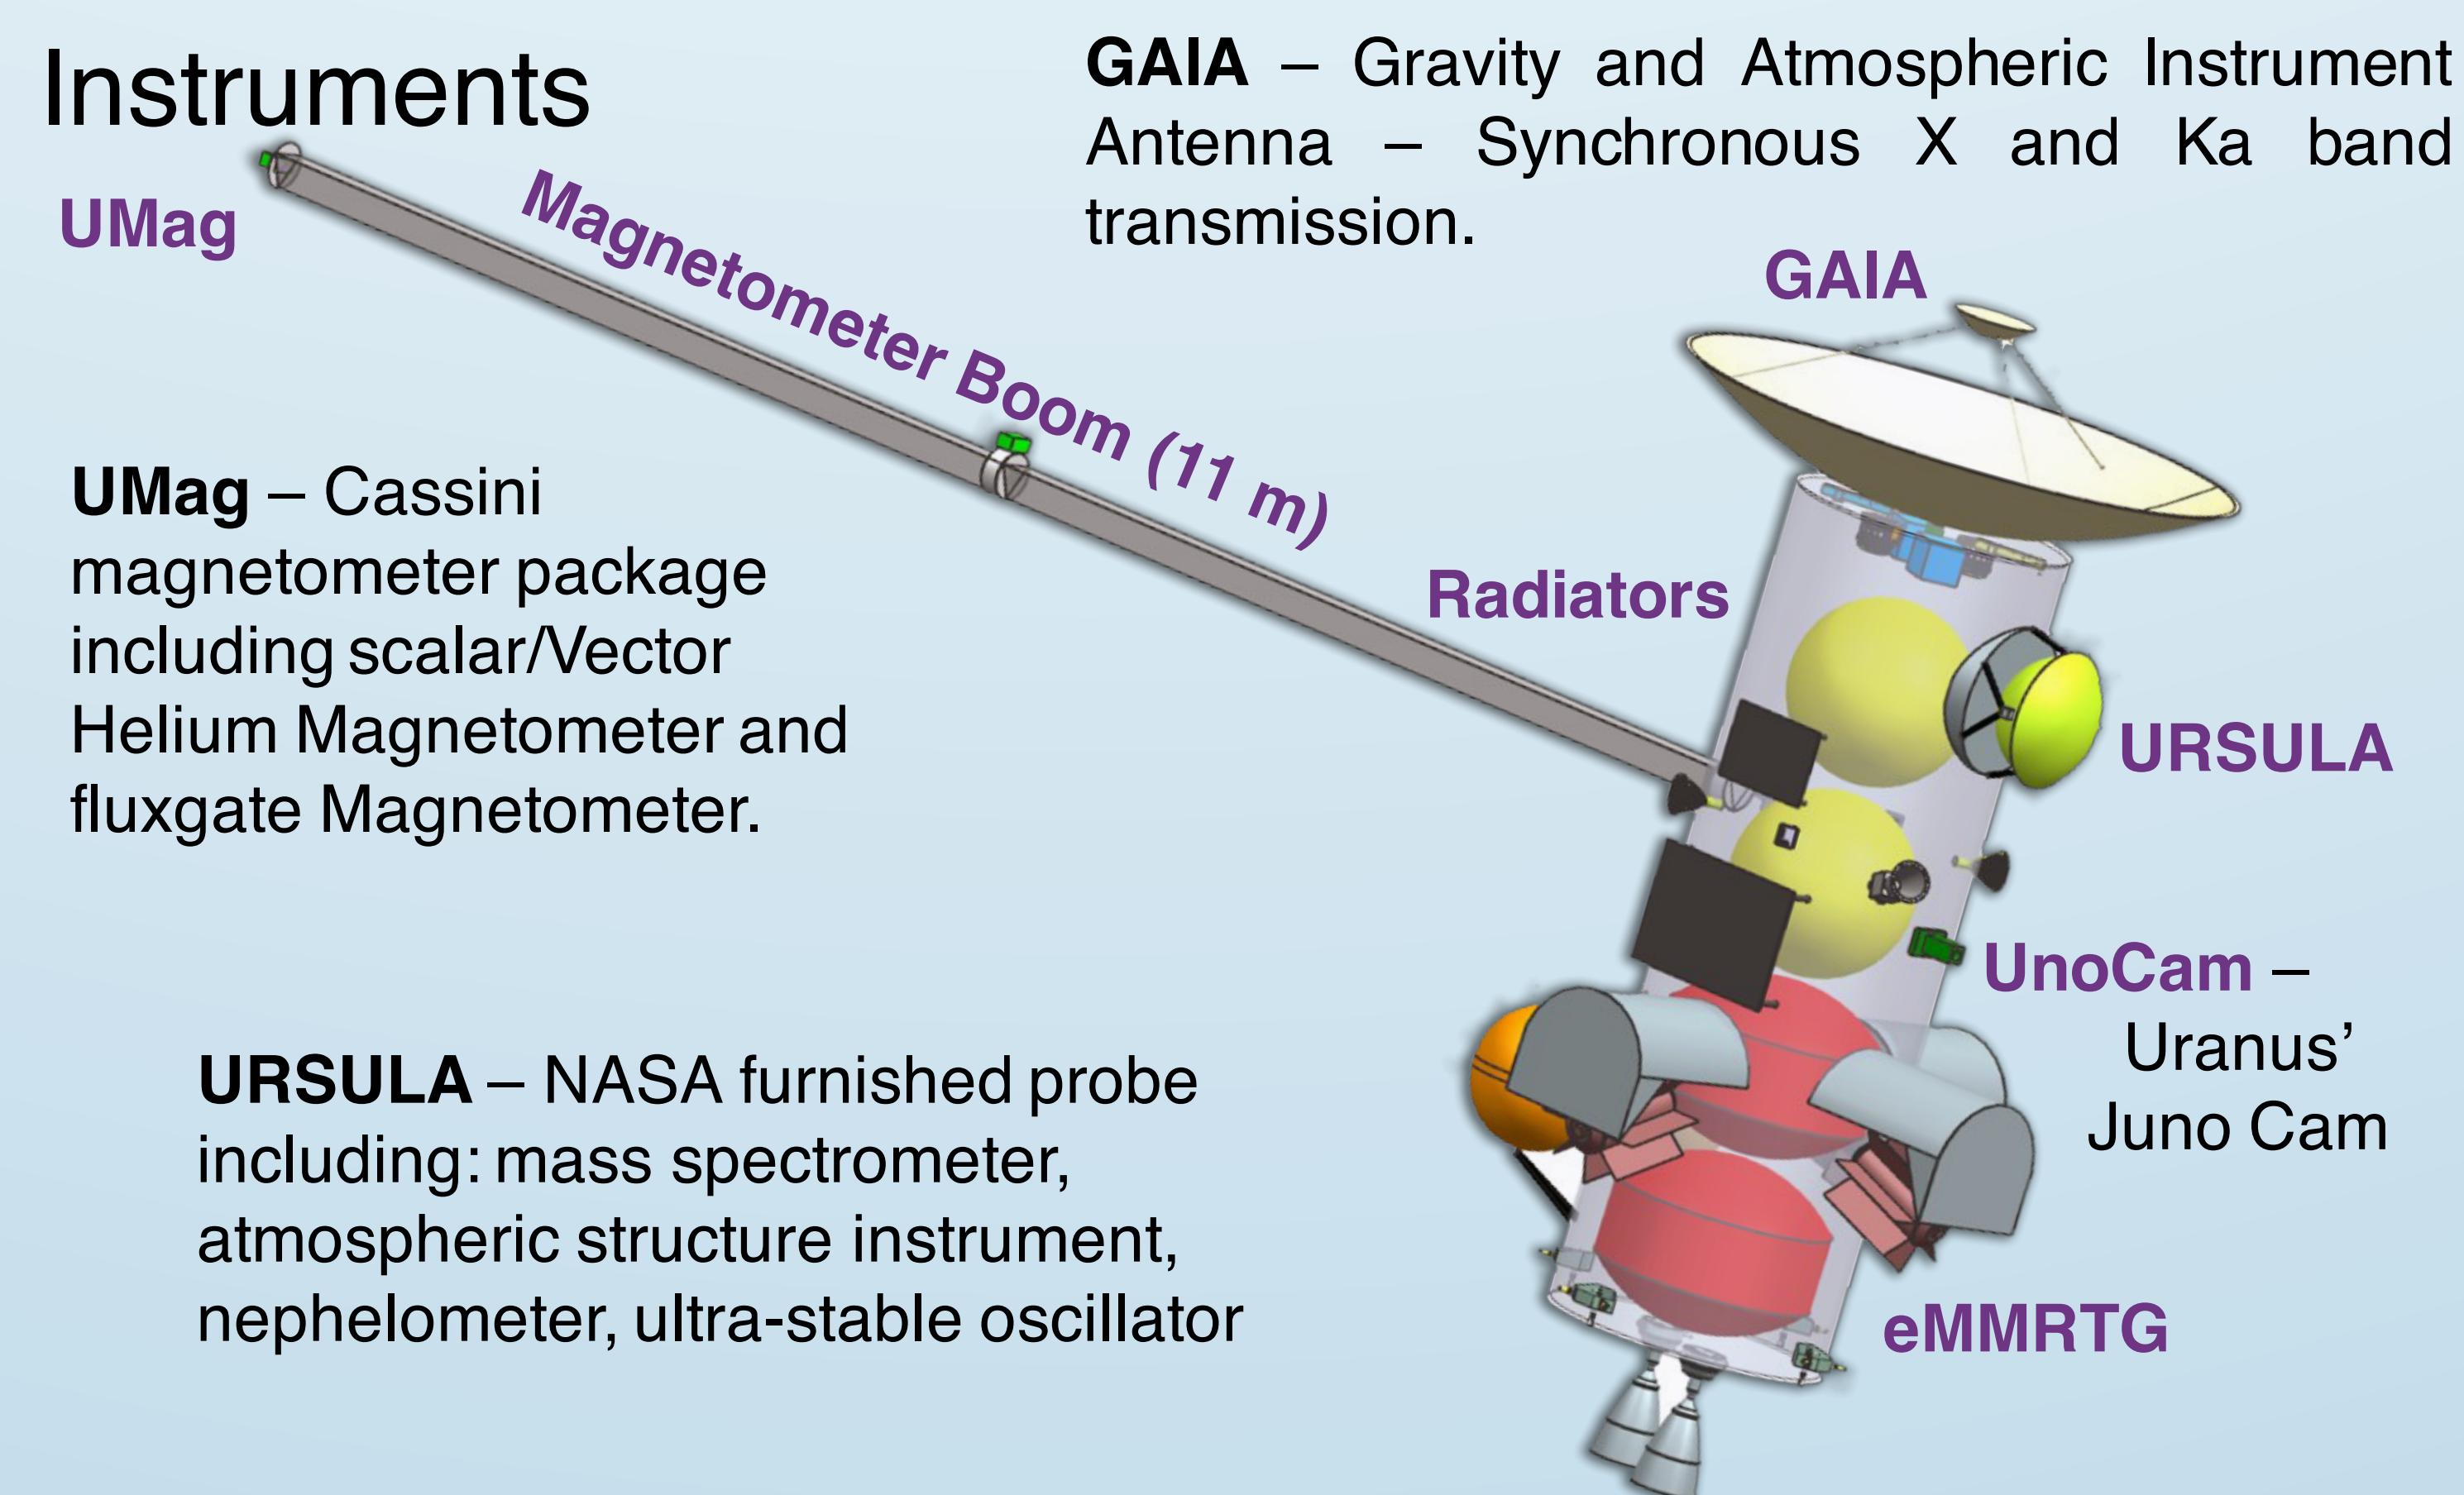 Instruments
GAIA – Gravity and Atmospheric Instrument
Antenna – Synchronous X and Ka band
transmission.
UMag
Magnetometer Boom (11 m)
GAIA
UMag – Cassini
magnetometer package
including scalar/Vector
Helium Magnetometer and
fluxgate Magnetometer.
Radiators
URSULA
UnoCam –
Uranus’
Juno Cam
URSULA – NASA furnished probe
including: mass spectrometer,
atmospheric structure instrument,
nephelometer, ultra-stable oscillator
eMMRTG